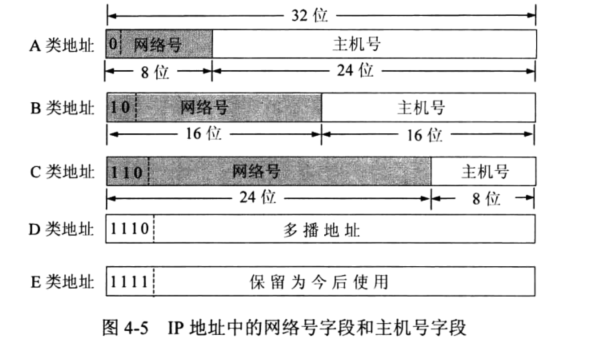 32 位
A 类地址 0 网络号 主机号
8 位 24 位
B 类地址 10 网络号 主机号
16 位 16 位
C 类地址 110 网络号 主机号
24 位 8 位
D 类地址 1110 多播地址
E 类地址 1111 保留为今后使用
图 4-5 IP 地址中的网络号字段和主机号字段